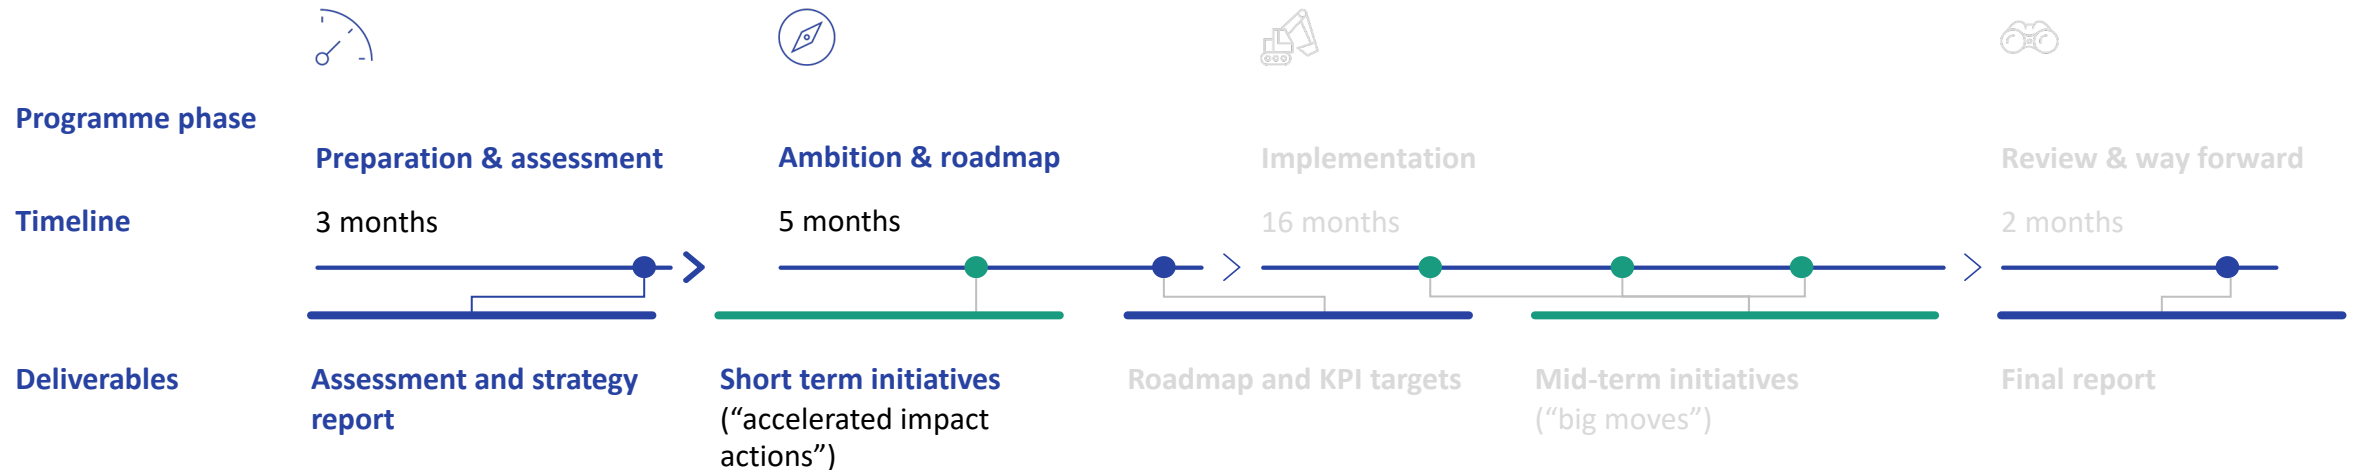 Programme phase
Preparation & assessment
Ambition & roadmap
Implementation
Review & way forward
Timeline
3 months
5 months
16 months
2 months
Deliverables
Assessment and strategy
report
Short term initiatives
(“accelerated impact
actions”)
Roadmap and KPI targets
Mid-term initiatives
(“big moves”)
Final report